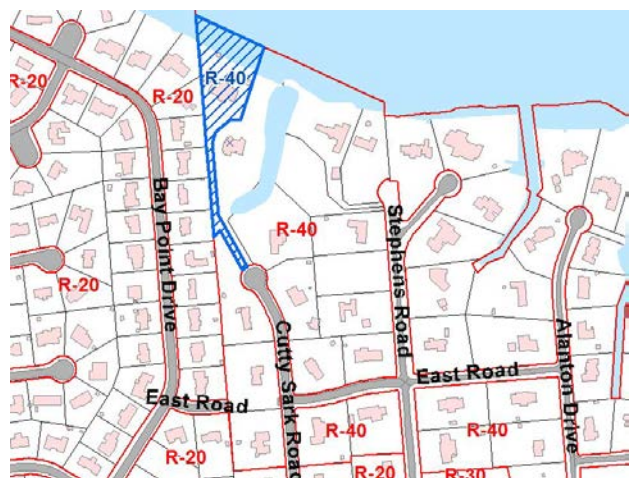 R-40
R-20
R-20
Bay Point Drive
R-40
Stephens Road
R-20
Cutty Sark Road
Alanton Drive
East Road
East Road
R-40
R-40
R-20
R-20
R-30